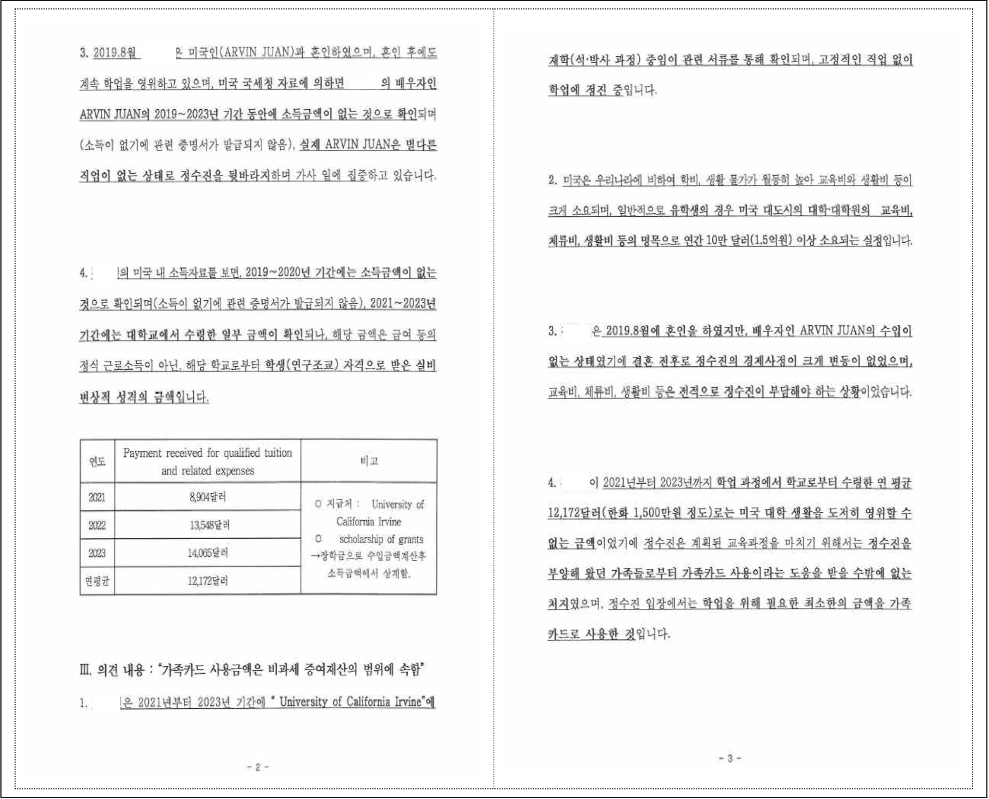 3. 2019.8월 은 미국인(ARVIN JUAN)과 혼인하였으며, 혼인 후에도
계속 학업을 영위하고 있으며, 미국 국세청 자료에 의하면 의 배우자인
ARVIN JUAN의 2019~2023년 기간 동안에 소득금액이 없는 것으로 확인되며
(소득이 없기에 관련 증명서가 발급되지 않음), 실제 ARVIN JUAN은 별다른
직업이 없는 상태로 정수진을 뒷바라지하며 가사 일에 집중하고 있습니다.
4. 의 미국 내 소득자료를 보면, 2019~2020년 기간에는 소득금액이 없는
것으로 확인되며(소득이 없기에 관련 증명서가 발급되지 않음), 2021~2023년
기간에는 대학교에서 수령한 일부 금액이 확인되나, 해당 금액은 급여 등의
정식 근로소득이 아닌, 해당 학교로부터 학생(연구조교) 자격으로 받은 실비
변상적 성격의 금액입니다.
연도 Payment received for qualified tuition and related expenses 비고
2021 8,904달러
2022 13,548달러
2023 14,065달러
연평균 12,172달러
○ 지급처 : University of
California Irvine
○ scholarship of grants
→장학금으로 수입금액계산후
소득금액에서 상계함.
Ⅲ. 의견 내용 : "가족카드 사용금액은 비과세 증여재산의 범위에 속함"
1. 은 2021년부터 2023년 기간에 " University of California Irvine"에
- 2 -
재학(석·박사 과정) 중임이 관련 서류를 통해 확인되며, 고정적인 직업 없이
학업에 정진 중입니다.
2. 미국은 우리나라에 비하여 학비, 생활 물가가 월등히 높아 교육비와 생활비 등이
크게 소요되며, 일반적으로 유학생의 경우 미국 대도시의 대학·대학원의 교육비,
체류비, 생활비 등의 명목으로 연간 10만 달러(1.5억원) 이상 소요되는 실정입니다.
3. 은 2019.8월에 혼인을 하였지만, 배우자인 ARVIN JUAN의 수입이
없는 상태였기에 결혼 전후로 정수진의 경제사정이 크게 변동이 없었으며,
교육비, 체류비, 생활비 등은 전적으로 정수진이 부담해야 하는 상황이었습니다.
4. 이 2021년부터 2023년까지 학업 과정에서 학교로부터 수령한 연 평균
12,172달러(한화 1,500만원 정도)로는 미국 대학 생활을 도저히 영위할 수
없는 금액이었기에 정수진은 계획된 교육과정을 마치기 위해서는 정수진을
부양해 왔던 가족들로부터 가족카드 사용이라는 도움을 받을 수밖에 없는
처지였으며, 정수진 입장에서는 학업을 위해 필요한 최소한의 금액을 가족
카드로 사용한 것입니다.
- 3 -